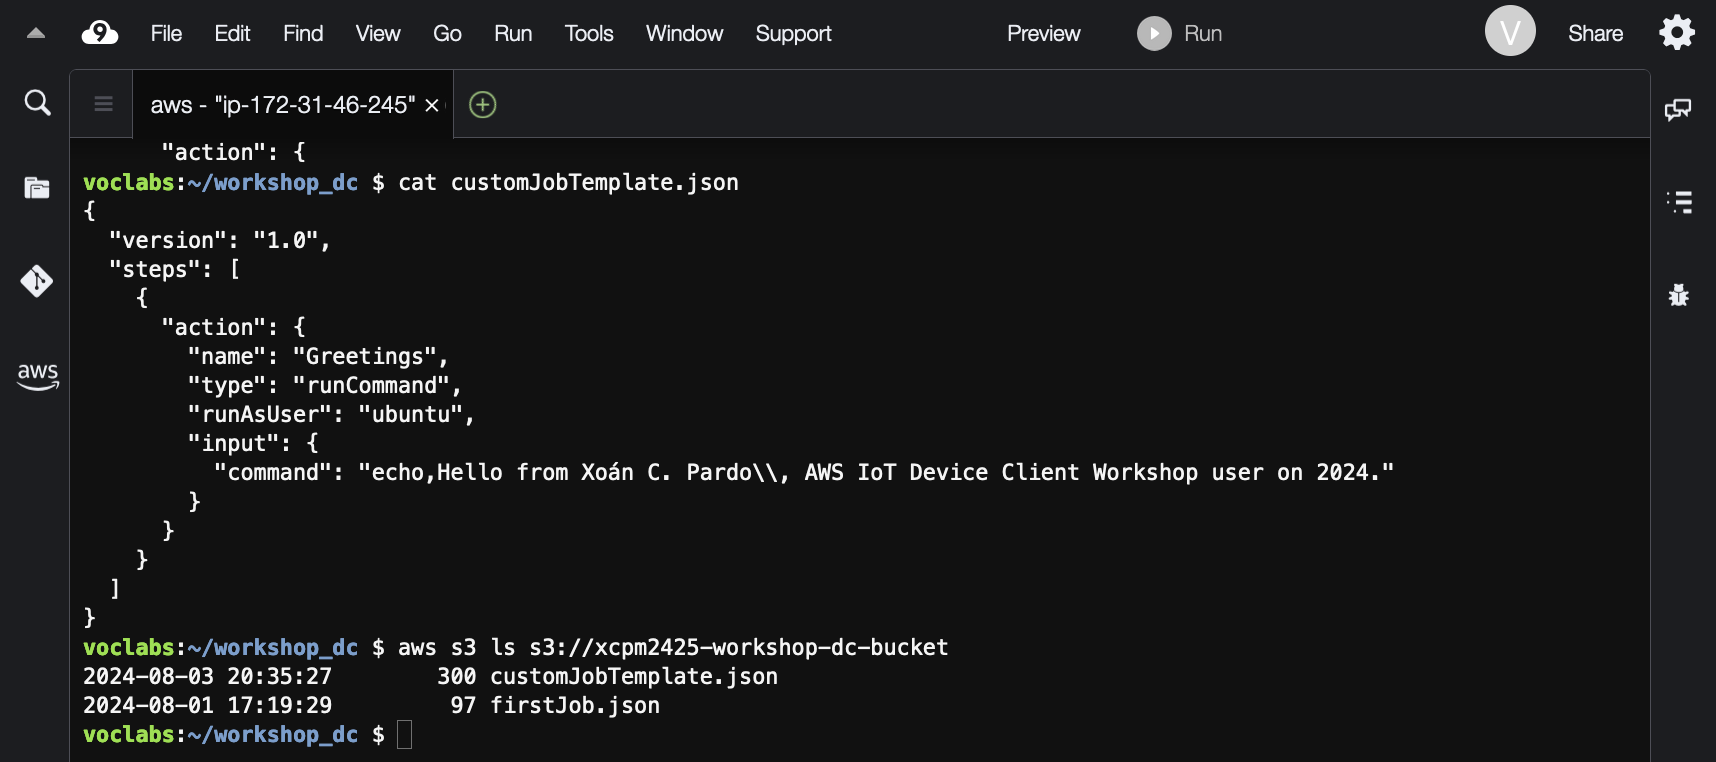 9 File Edit Find View Go Run Tools Window Support Preview Run V Share
aws - "ip-172-31-46-245" ×
aws
      "action": {
voclabs:~/workshop_dc $ cat customJobTemplate.json
{
  "version": "1.0",
  "steps": [
    {
      "action": {
        "name": "Greetings",
        "type": "runCommand",
        "runAsUser": "ubuntu",
        "input": {
          "command": "echo,Hello from Xoán C. Pardo\\, AWS IoT Device Client Workshop user on 2024."
        }
      }
    }
  ]
}
voclabs:~/workshop_dc $ aws s3 ls s3://xcpm2425-workshop-dc-bucket
2024-08-03 20:35:27        300 customJobTemplate.json
2024-08-01 17:19:29         97 firstJob.json
voclabs:~/workshop_dc $